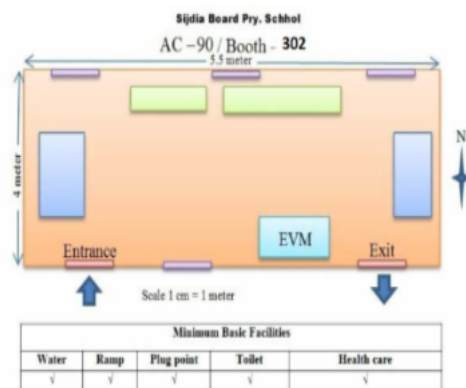 Sijdia Board Pry. Schhol
AC –90 / Booth - 302
5.5 meter
4 meter
N
EVM
Entrance
Exit
Scale 1 cm = 1 meter
Minimum Basic Facilities
Water Ramp Plug point Toilet Health care
√ √ √ √ √